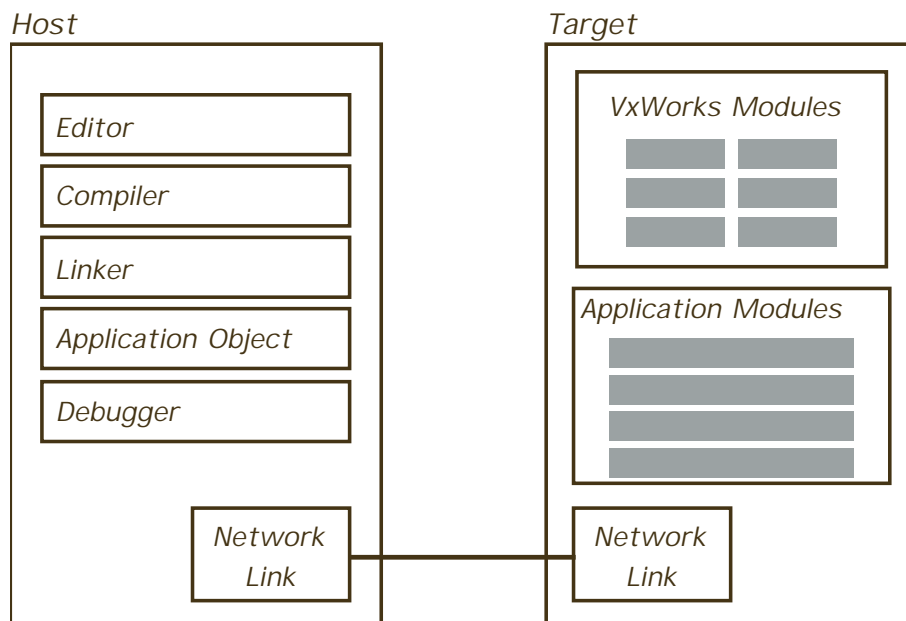 Host
Editor
Compiler
Linker
Application Object
Debugger
Network
Link
Target
VxWorks Modules
Application Modules
Network
Link